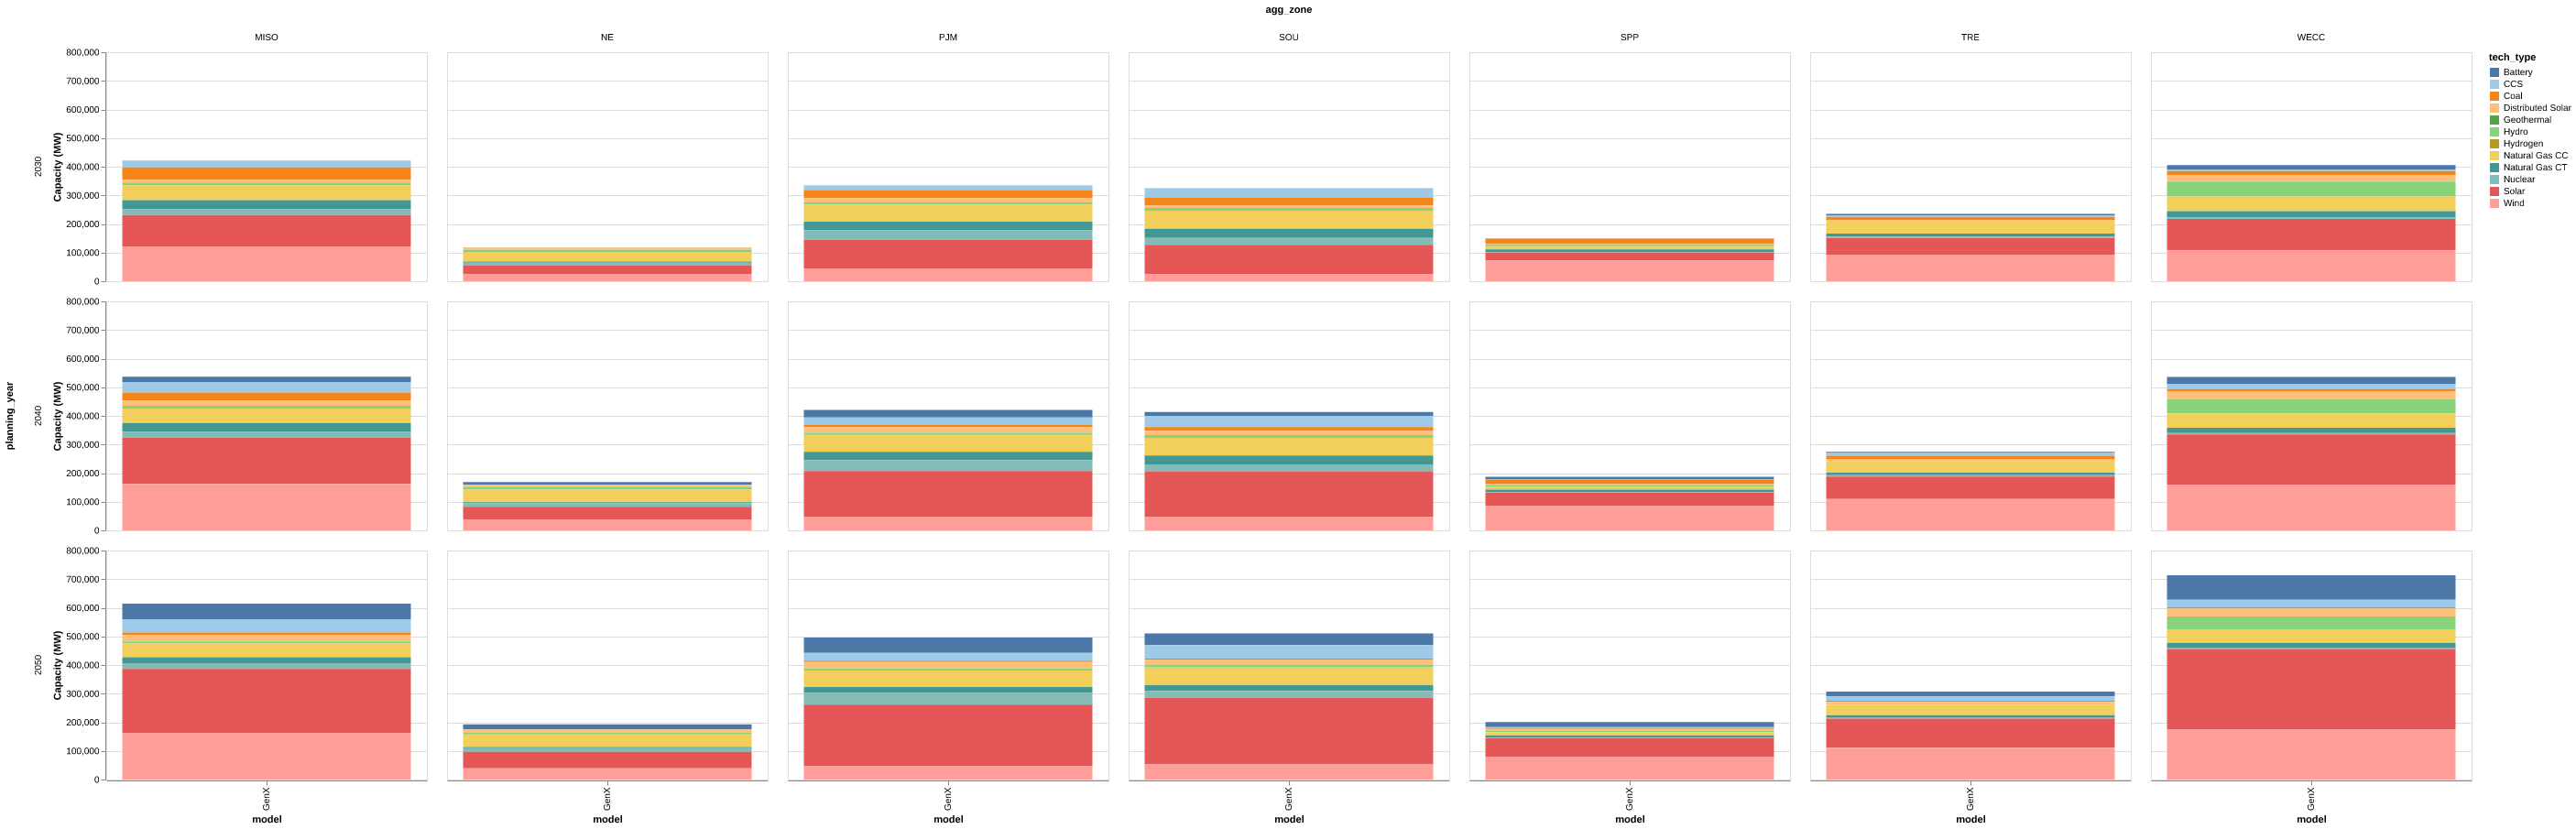 agg_zone
MISO NE PJM SOU SPP TRE WECC
planning_year
2030
Capacity (MW)
800,000
700,000
600,000
500,000
400,000
300,000
200,000
100,000
0
2040
Capacity (MW)
800,000
700,000
600,000
500,000
400,000
300,000
200,000
100,000
0
2050
Capacity (MW)
800,000
700,000
600,000
500,000
400,000
300,000
200,000
100,000
0
GenX GenX GenX GenX GenX GenX GenX
model model model model model model model
tech_type
Battery
CCS
Coal
Distributed Solar
Geothermal
Hydro
Hydrogen
Natural Gas CC
Natural Gas CT
Nuclear
Solar
Wind